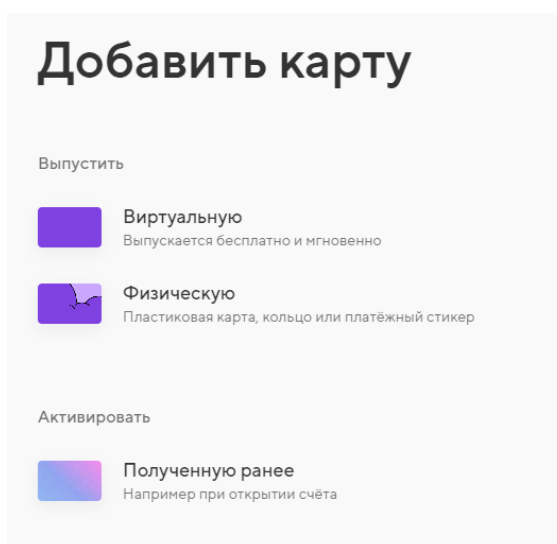 Добавить карту
Выпустить
Виртуальную
Выпускается бесплатно и мгновенно
Физическую
Пластиковая карта, кольцо или платёжный стикер
Активировать
Полученную ранее
Например при открытии счёта